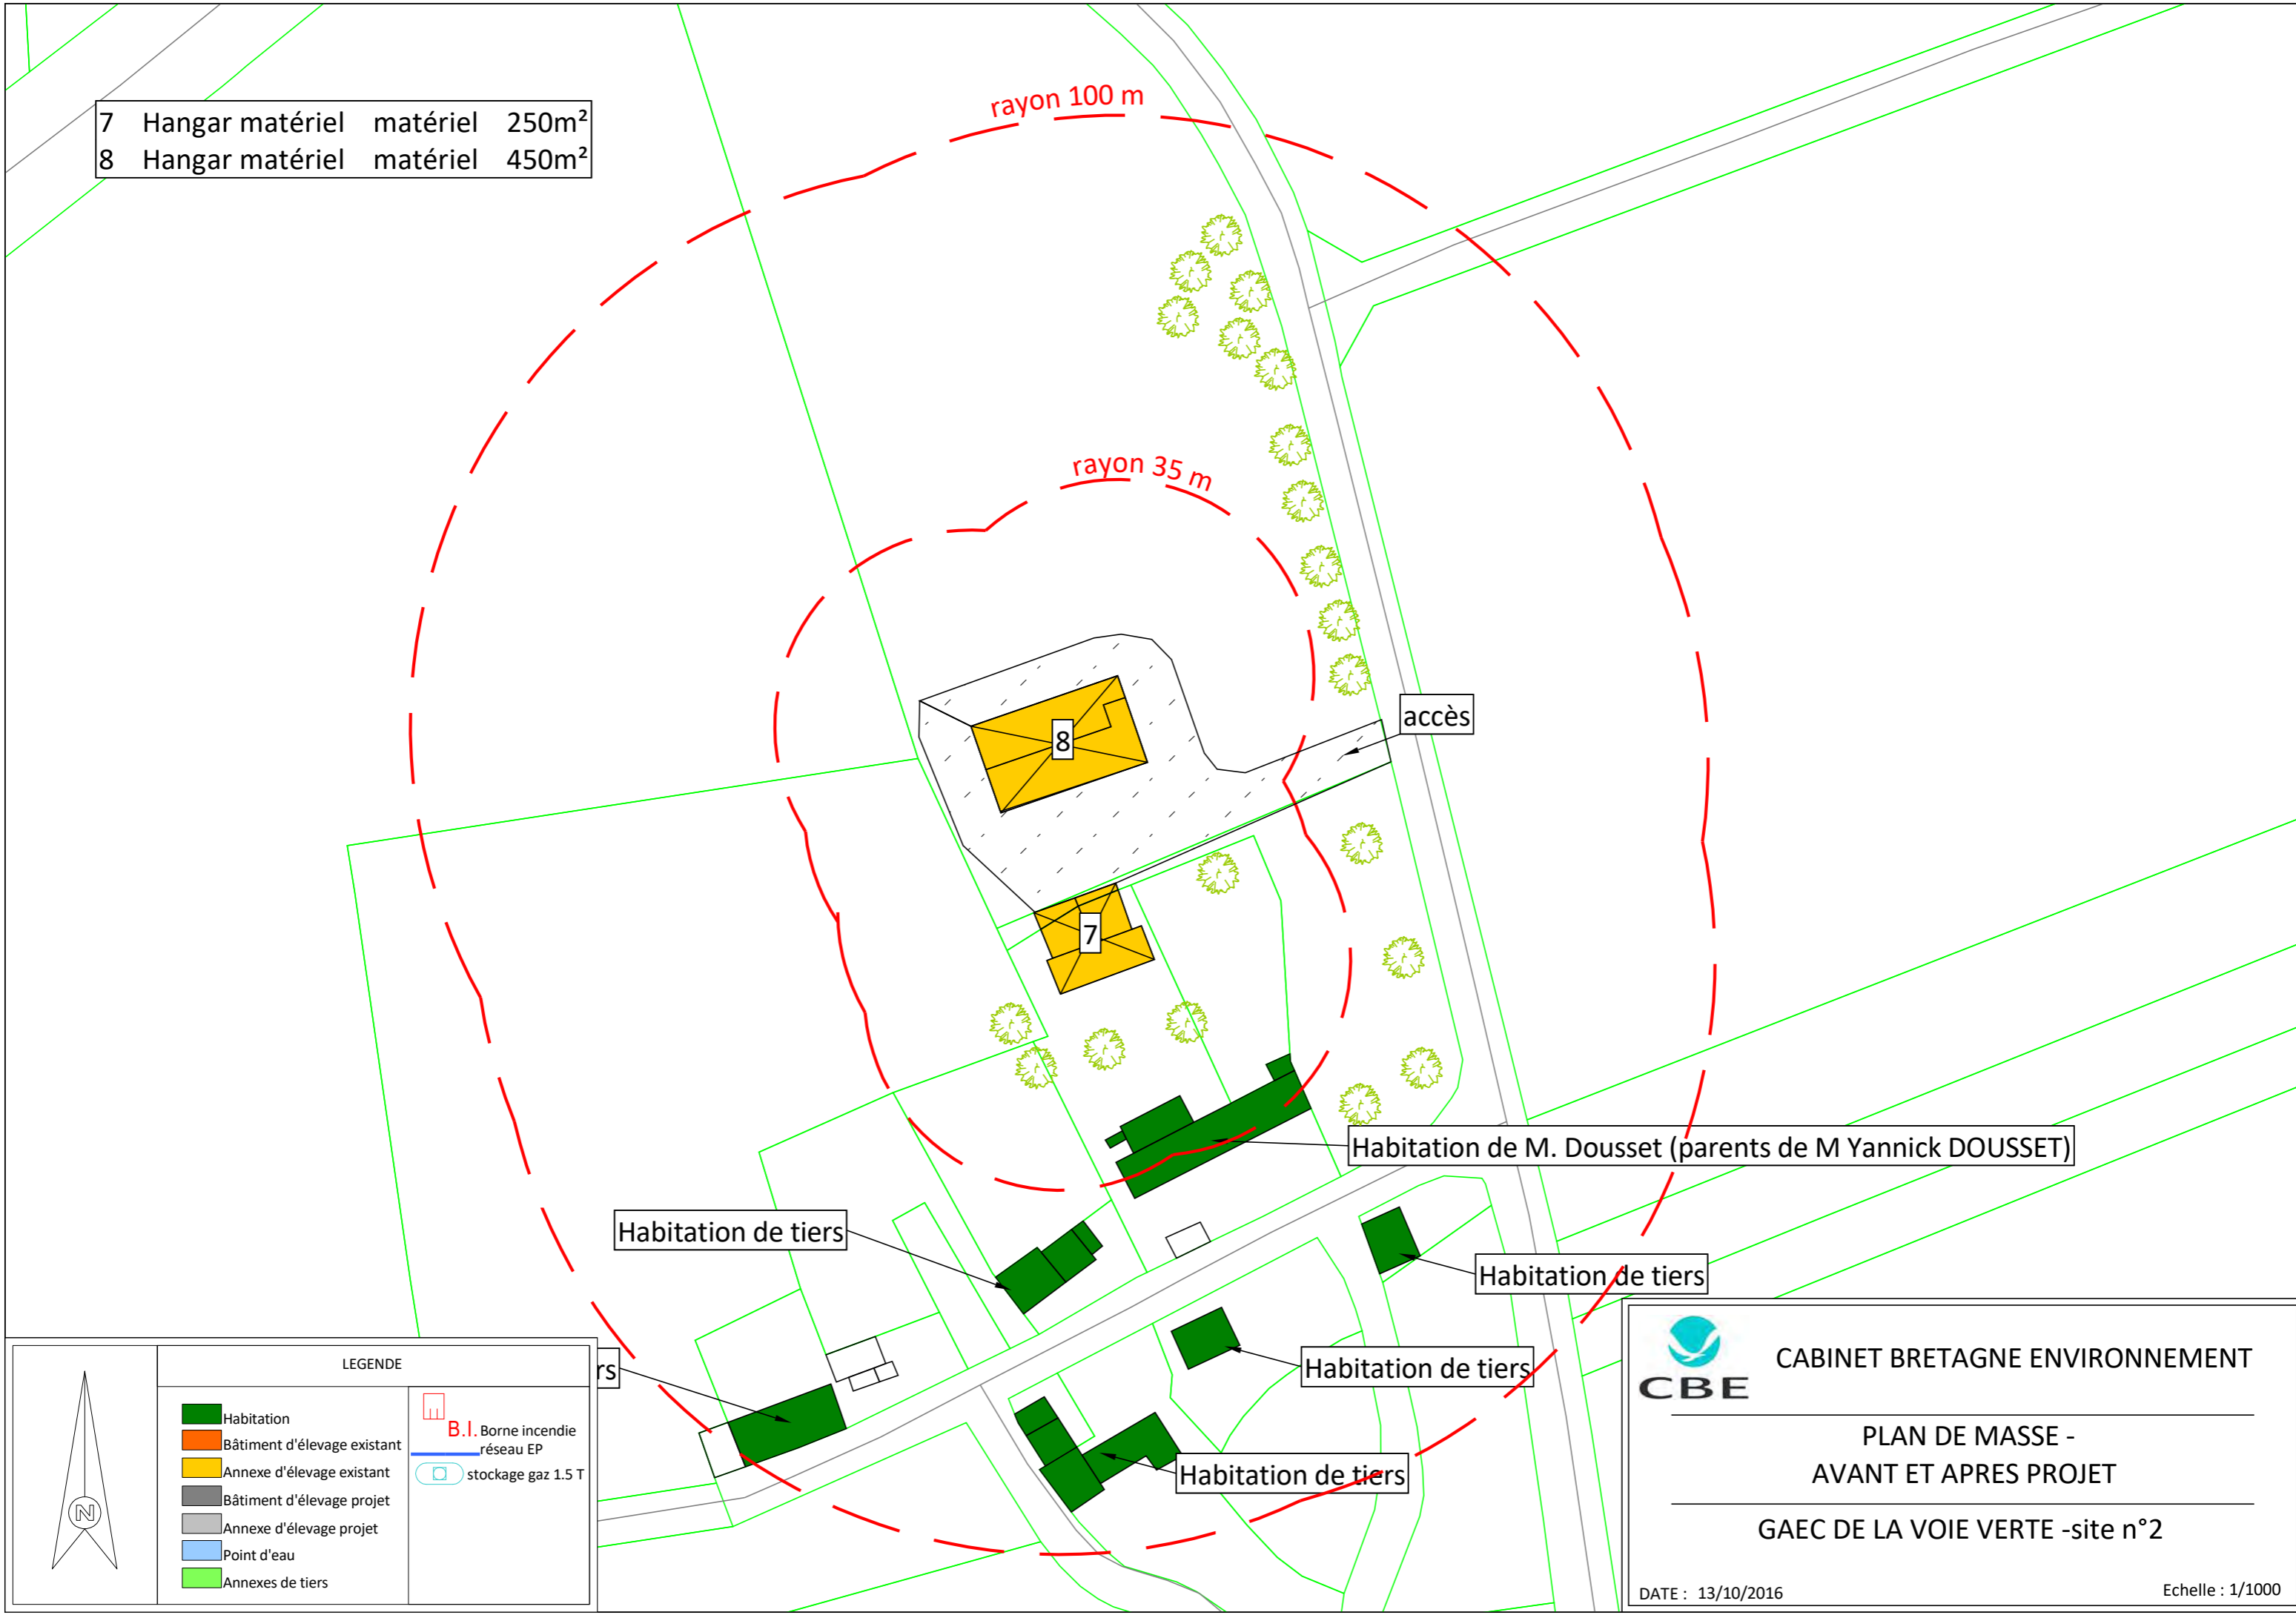 7 Hangar matériel matériel 250m²
8 Hangar matériel matériel 450m²
rayon 100 m
rayon 35 m
8
accès
7
Habitation de M. Dousset (parents de M Yannick DOUSSET)
Habitation de tiers
Habitation de tiers
Habitation de tiers
rs
Habitation de tiers
LEGENDE
N
Habitation
Bâtiment d'élevage existant
Annexe d'élevage existant
Bâtiment d'élevage projet
Annexe d'élevage projet
Point d'eau
Annexes de tiers
B.I. Borne incendie
réseau EP
stockage gaz 1.5 T
CBE
CABINET BRETAGNE ENVIRONNEMENT
PLAN DE MASSE -
AVANT ET APRES PROJET
GAEC DE LA VOIE VERTE -site n°2
DATE : 13/10/2016
Echelle : 1/1000